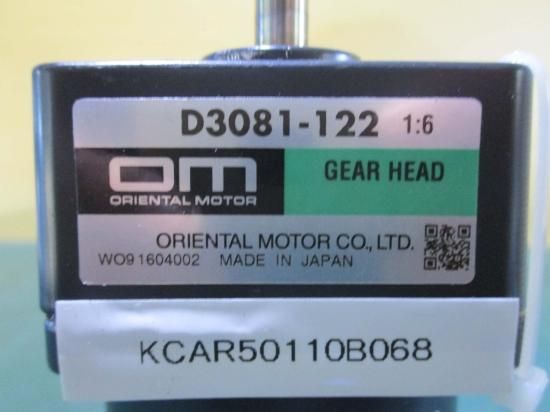 D3081-122 1:6
OM
ORIENTAL MOTOR
GEAR HEAD
ORIENTAL MOTOR CO., LTD.
WO91604002 MADE IN JAPAN
KCAR50110B068